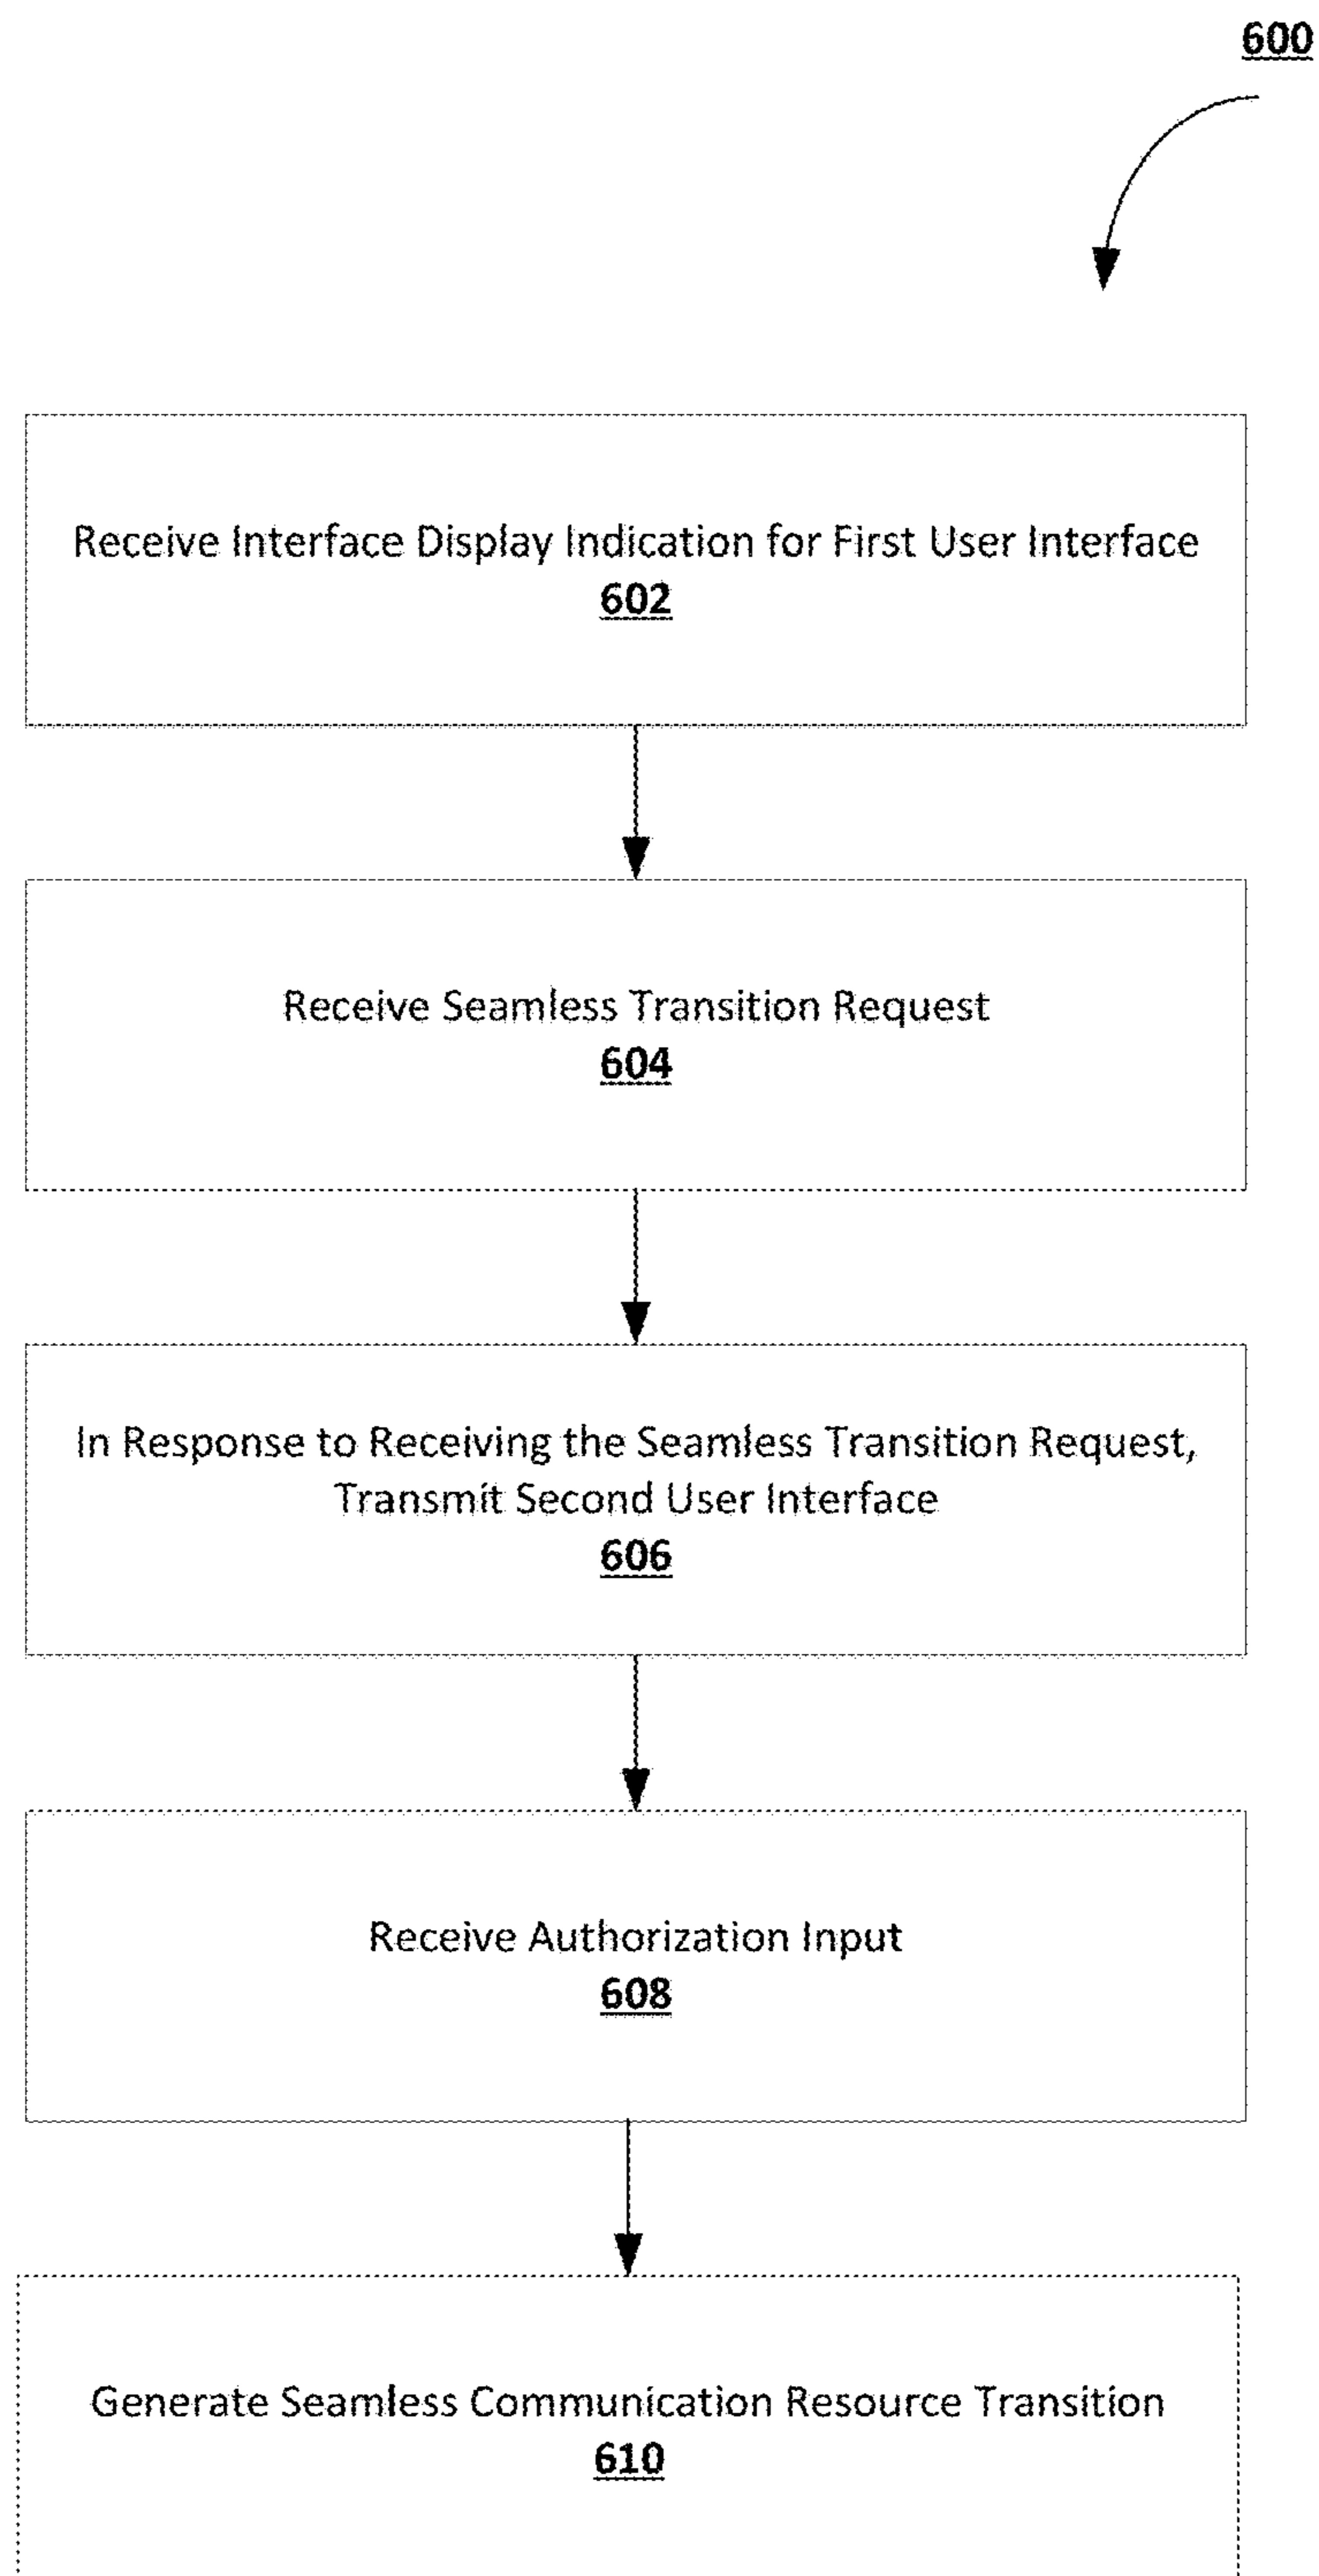 600
Receive Interface Display Indication for First User Interface
602
Receive Seamless Transition Request
604
In Response to Receiving the Seamless Transition Request,
Transmit Second User Interface
606
Receive Authorization Input
608
Generate Seamless Communication Resource Transition
610